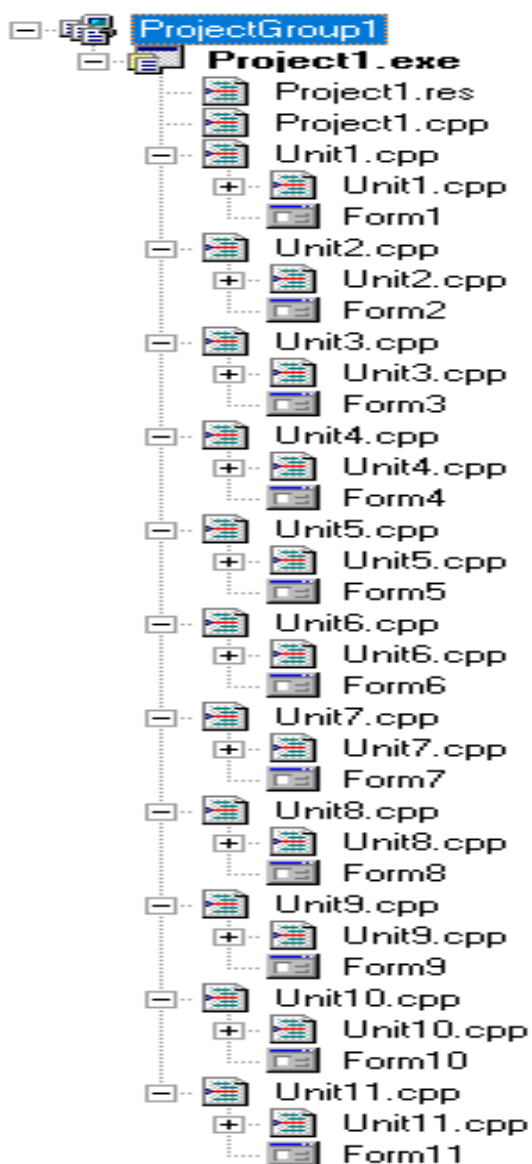 ProjectGroup1
Project1.exe
Project1.res
Project1.cpp
Unit1.cpp
Unit1.cpp
Form1
Unit2.cpp
Unit2.cpp
Form2
Unit3.cpp
Unit3.cpp
Form3
Unit4.cpp
Unit4.cpp
Form4
Unit5.cpp
Unit5.cpp
Form5
Unit6.cpp
Unit6.cpp
Form6
Unit7.cpp
Unit7.cpp
Form7
Unit8.cpp
Unit8.cpp
Form8
Unit9.cpp
Unit9.cpp
Form9
Unit10.cpp
Unit10.cpp
Form10
Unit11.cpp
Unit11.cpp
Form11